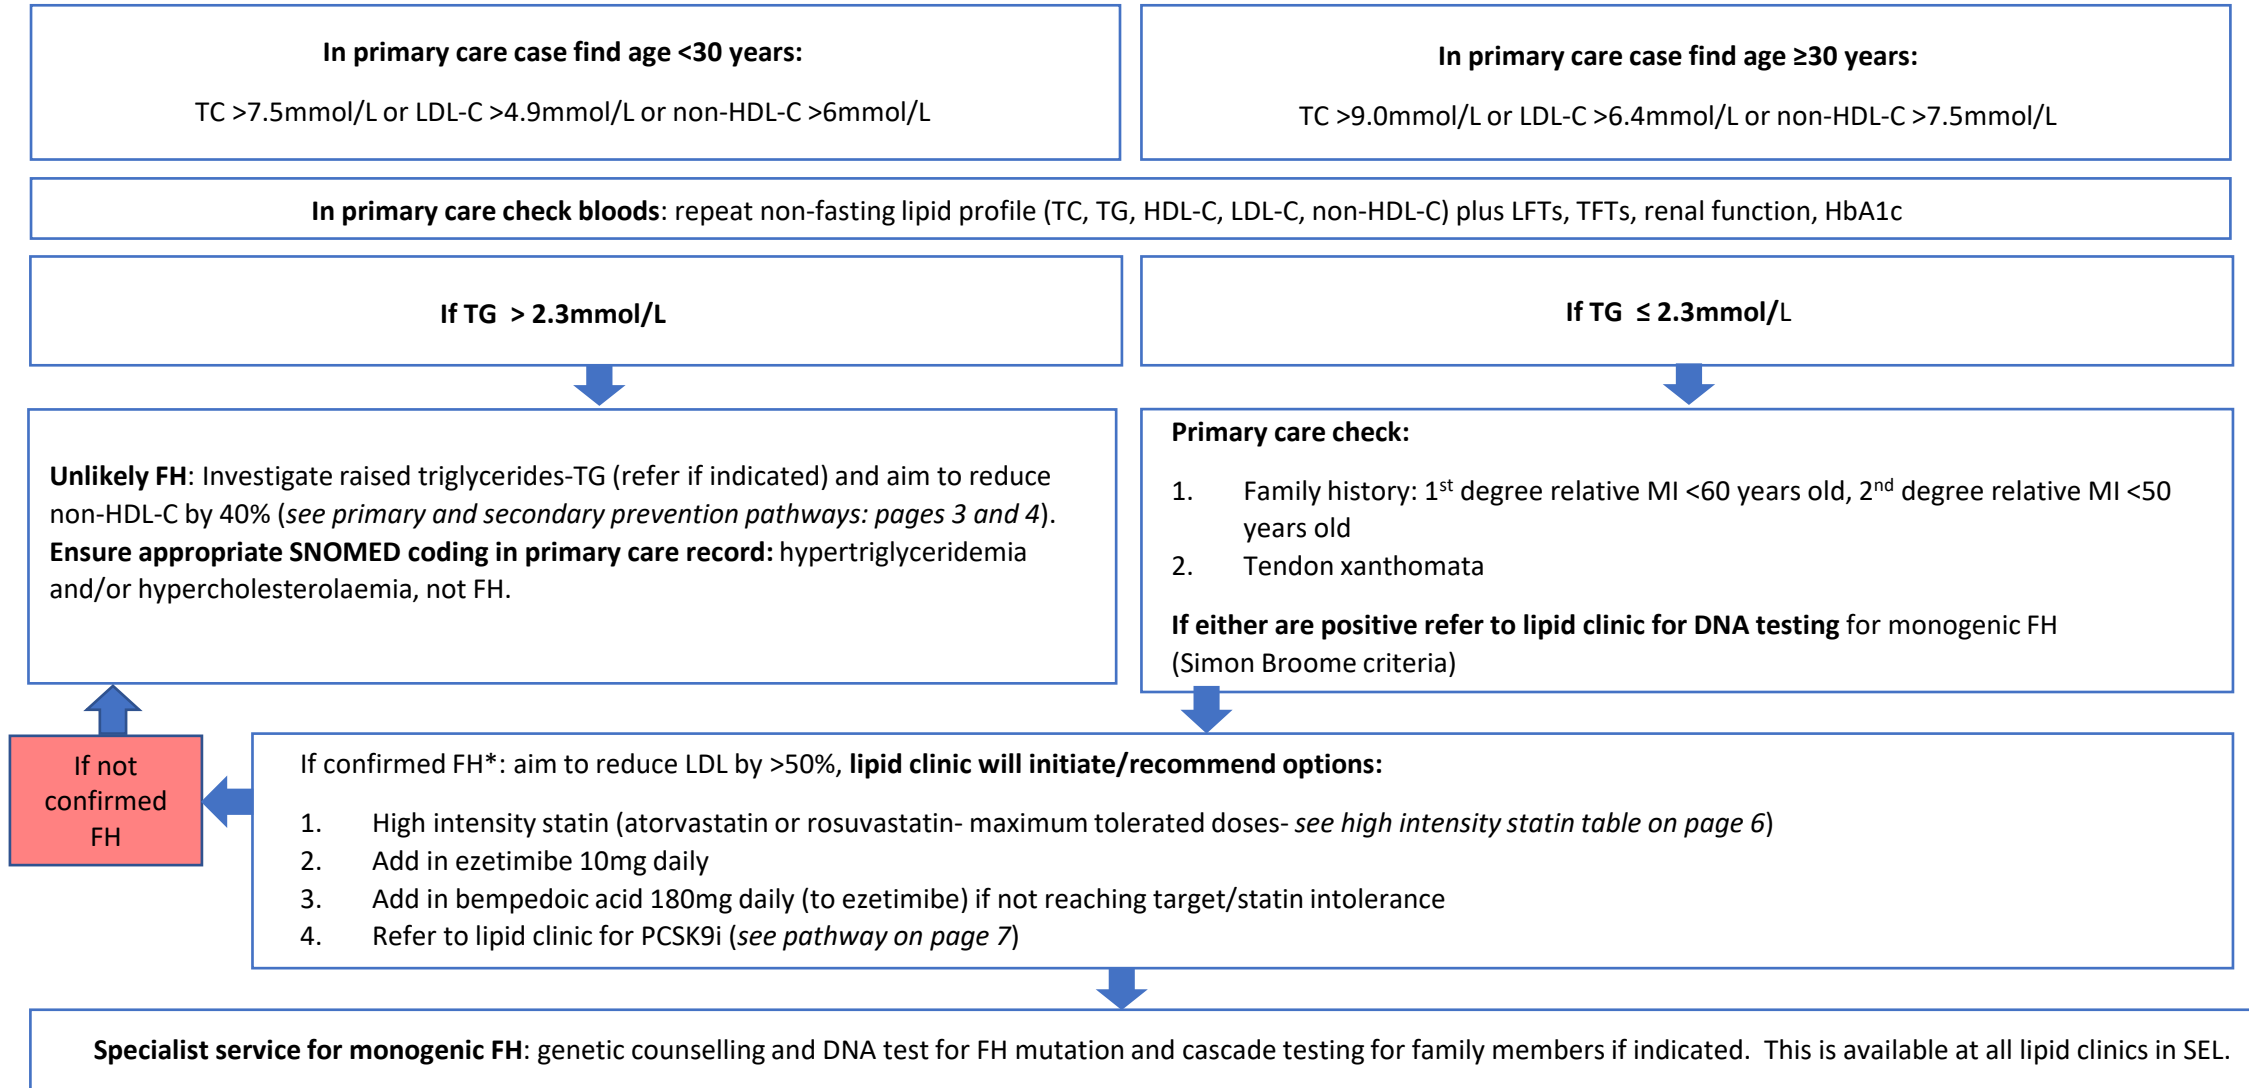 In primary care case find age <30 years:
TC >7.5mmol/L or LDL-C >4.9mmol/L or non-HDL-C >6mmol/L
In primary care case find age ≥30 years:
TC >9.0mmol/L or LDL-C >6.4mmol/L or non-HDL-C >7.5mmol/L
In primary care check bloods: repeat non-fasting lipid profile (TC, TG, HDL-C, LDL-C, non-HDL-C) plus LFTs, TFTs, renal function, HbA1c
If TG  > 2.3mmol/L
If TG  ≤ 2.3mmol/L
Unlikely FH: Investigate raised triglycerides-TG (refer if indicated) and aim to reduce
non-HDL-C by 40% (see primary and secondary prevention pathways: pages 3 and 4).
Ensure appropriate SNOMED coding in primary care record: hypertriglyceridemia
and/or hypercholesterolaemia, not FH.
Primary care check:
1. Family history: 1st degree relative MI <60 years old, 2nd degree relative MI <50
years old
2. Tendon xanthomata
If either are positive refer to lipid clinic for DNA testing for monogenic FH
(Simon Broome criteria)
If not
confirmed
FH
If confirmed FH*: aim to reduce LDL by >50%, lipid clinic will initiate/recommend options:
1. High intensity statin (atorvastatin or rosuvastatin- maximum tolerated doses- see high intensity statin table on page 6)
2. Add in ezetimibe 10mg daily
3. Add in bempedoic acid 180mg daily (to ezetimibe) if not reaching target/statin intolerance
4. Refer to lipid clinic for PCSK9i (see pathway on page 7)
Specialist service for monogenic FH: genetic counselling and DNA test for FH mutation and cascade testing for family members if indicated.  This is available at all lipid clinics in SEL.